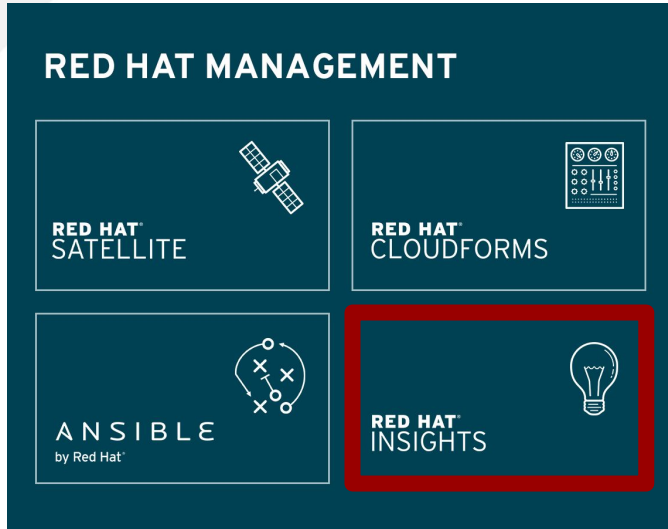 RED HAT MANAGEMENT
RED HAT®
SATELLITE
RED HAT®
CLOUDFORMS
ANSIBLE
by Red Hat®
RED HAT®
INSIGHTS